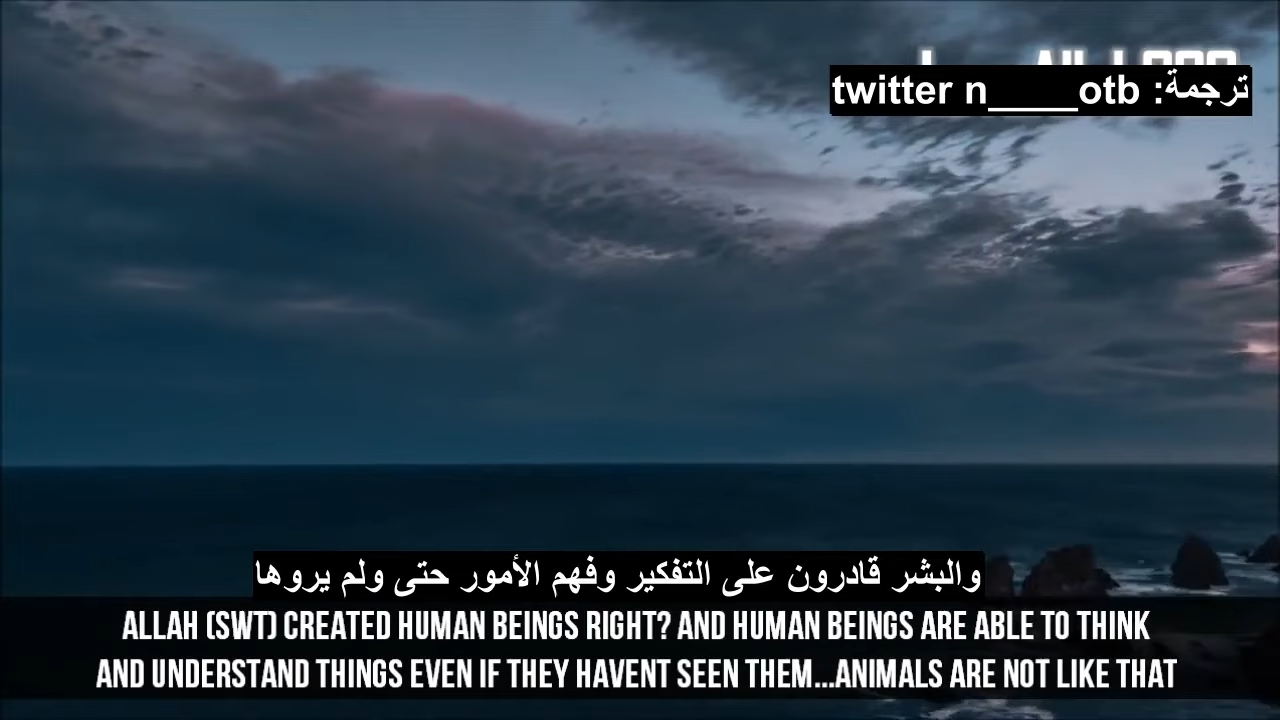 twitter n_____otb :ترجمة
والبشر قادرون على التفكير وفهم الأمور حتى ولم يروها
ALLAH (SWT) CREATED HUMAN BEINGS RIGHT? AND HUMAN BEINGS ARE ABLE TO THINK
AND UNDERSTAND THINGS EVEN IF THEY HAVENT SEEN THEM...ANIMALS ARE NOT LIKE THAT